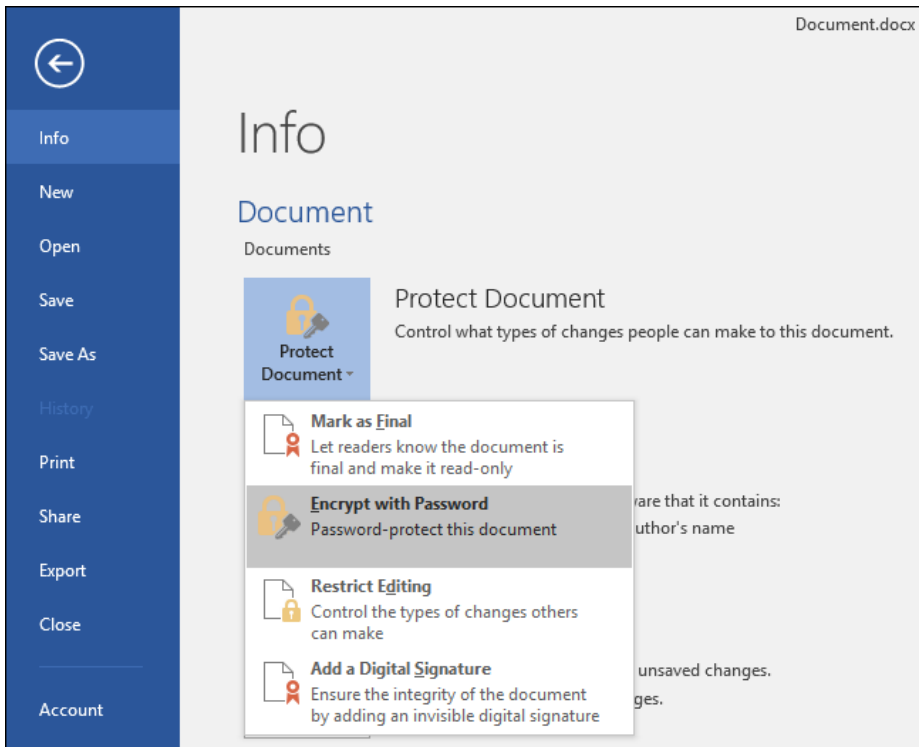 Document.docx
Info
New
Open
Save
Save As
History
Print
Share
Export
Close
Account
Info
Document
Documents
Protect
Document
Protect Document
Control what types of changes people can make to this document.
Mark as Final
Let readers know the document is
final and make it read-only
Encrypt with Password
Password-protect this document
Restrict Editing
Control the types of changes others
can make
Add a Digital Signature
Ensure the integrity of the document
by adding an invisible digital signature
that it contains:
name
unsaved changes.